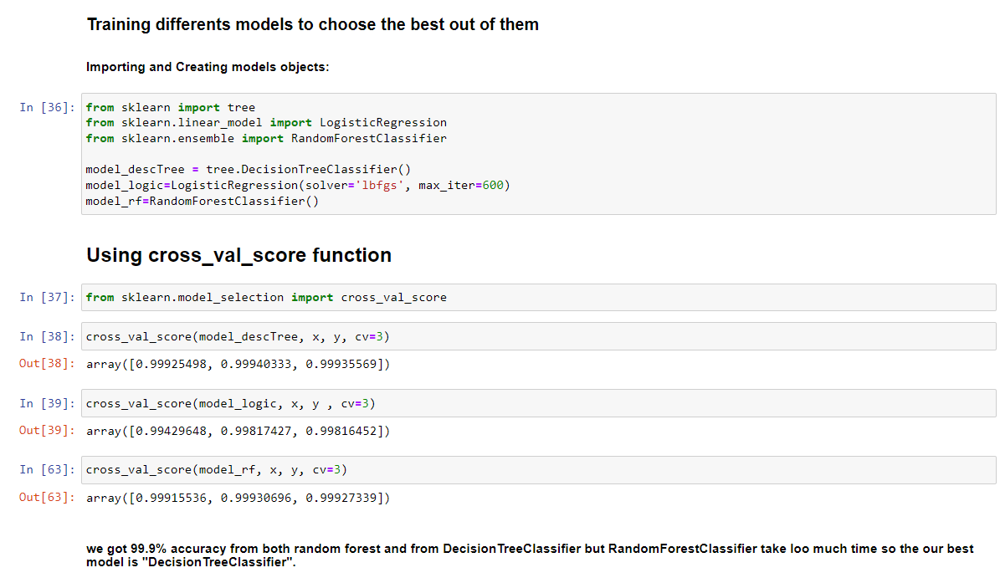 Training differents models to choose the best out of them
Importing and Creating models objects:
In [36]: from sklearn import tree
from sklearn.linear_model import LogisticRegression
from sklearn.ensemble import RandomForestClassifier
model_descTree = tree.DecisionTreeClassifier()
model_logic=LogisticRegression(solver='lbfgs', max_iter=600)
model_rf=RandomForestClassifier()
Using cross_val_score function
In [37]: from sklearn.model_selection import cross_val_score
In [38]: cross_val_score(model_descTree, x, y, cv=3)
Out[38]: array([0.99925498, 0.99940333, 0.99935569])
In [39]: cross_val_score(model_logic, x, y , cv=3)
Out[39]: array([0.99429648, 0.99817427, 0.99816452])
In [63]: cross_val_score(model_rf, x, y, cv=3)
Out[63]: array([0.99915536, 0.99930696, 0.99927339])
we got 99.9% accuracy from both random forest and from DecisionTreeClassifier but RandomForestClassifier take loo much time so the our best
model is "DecisionTreeClassifier".